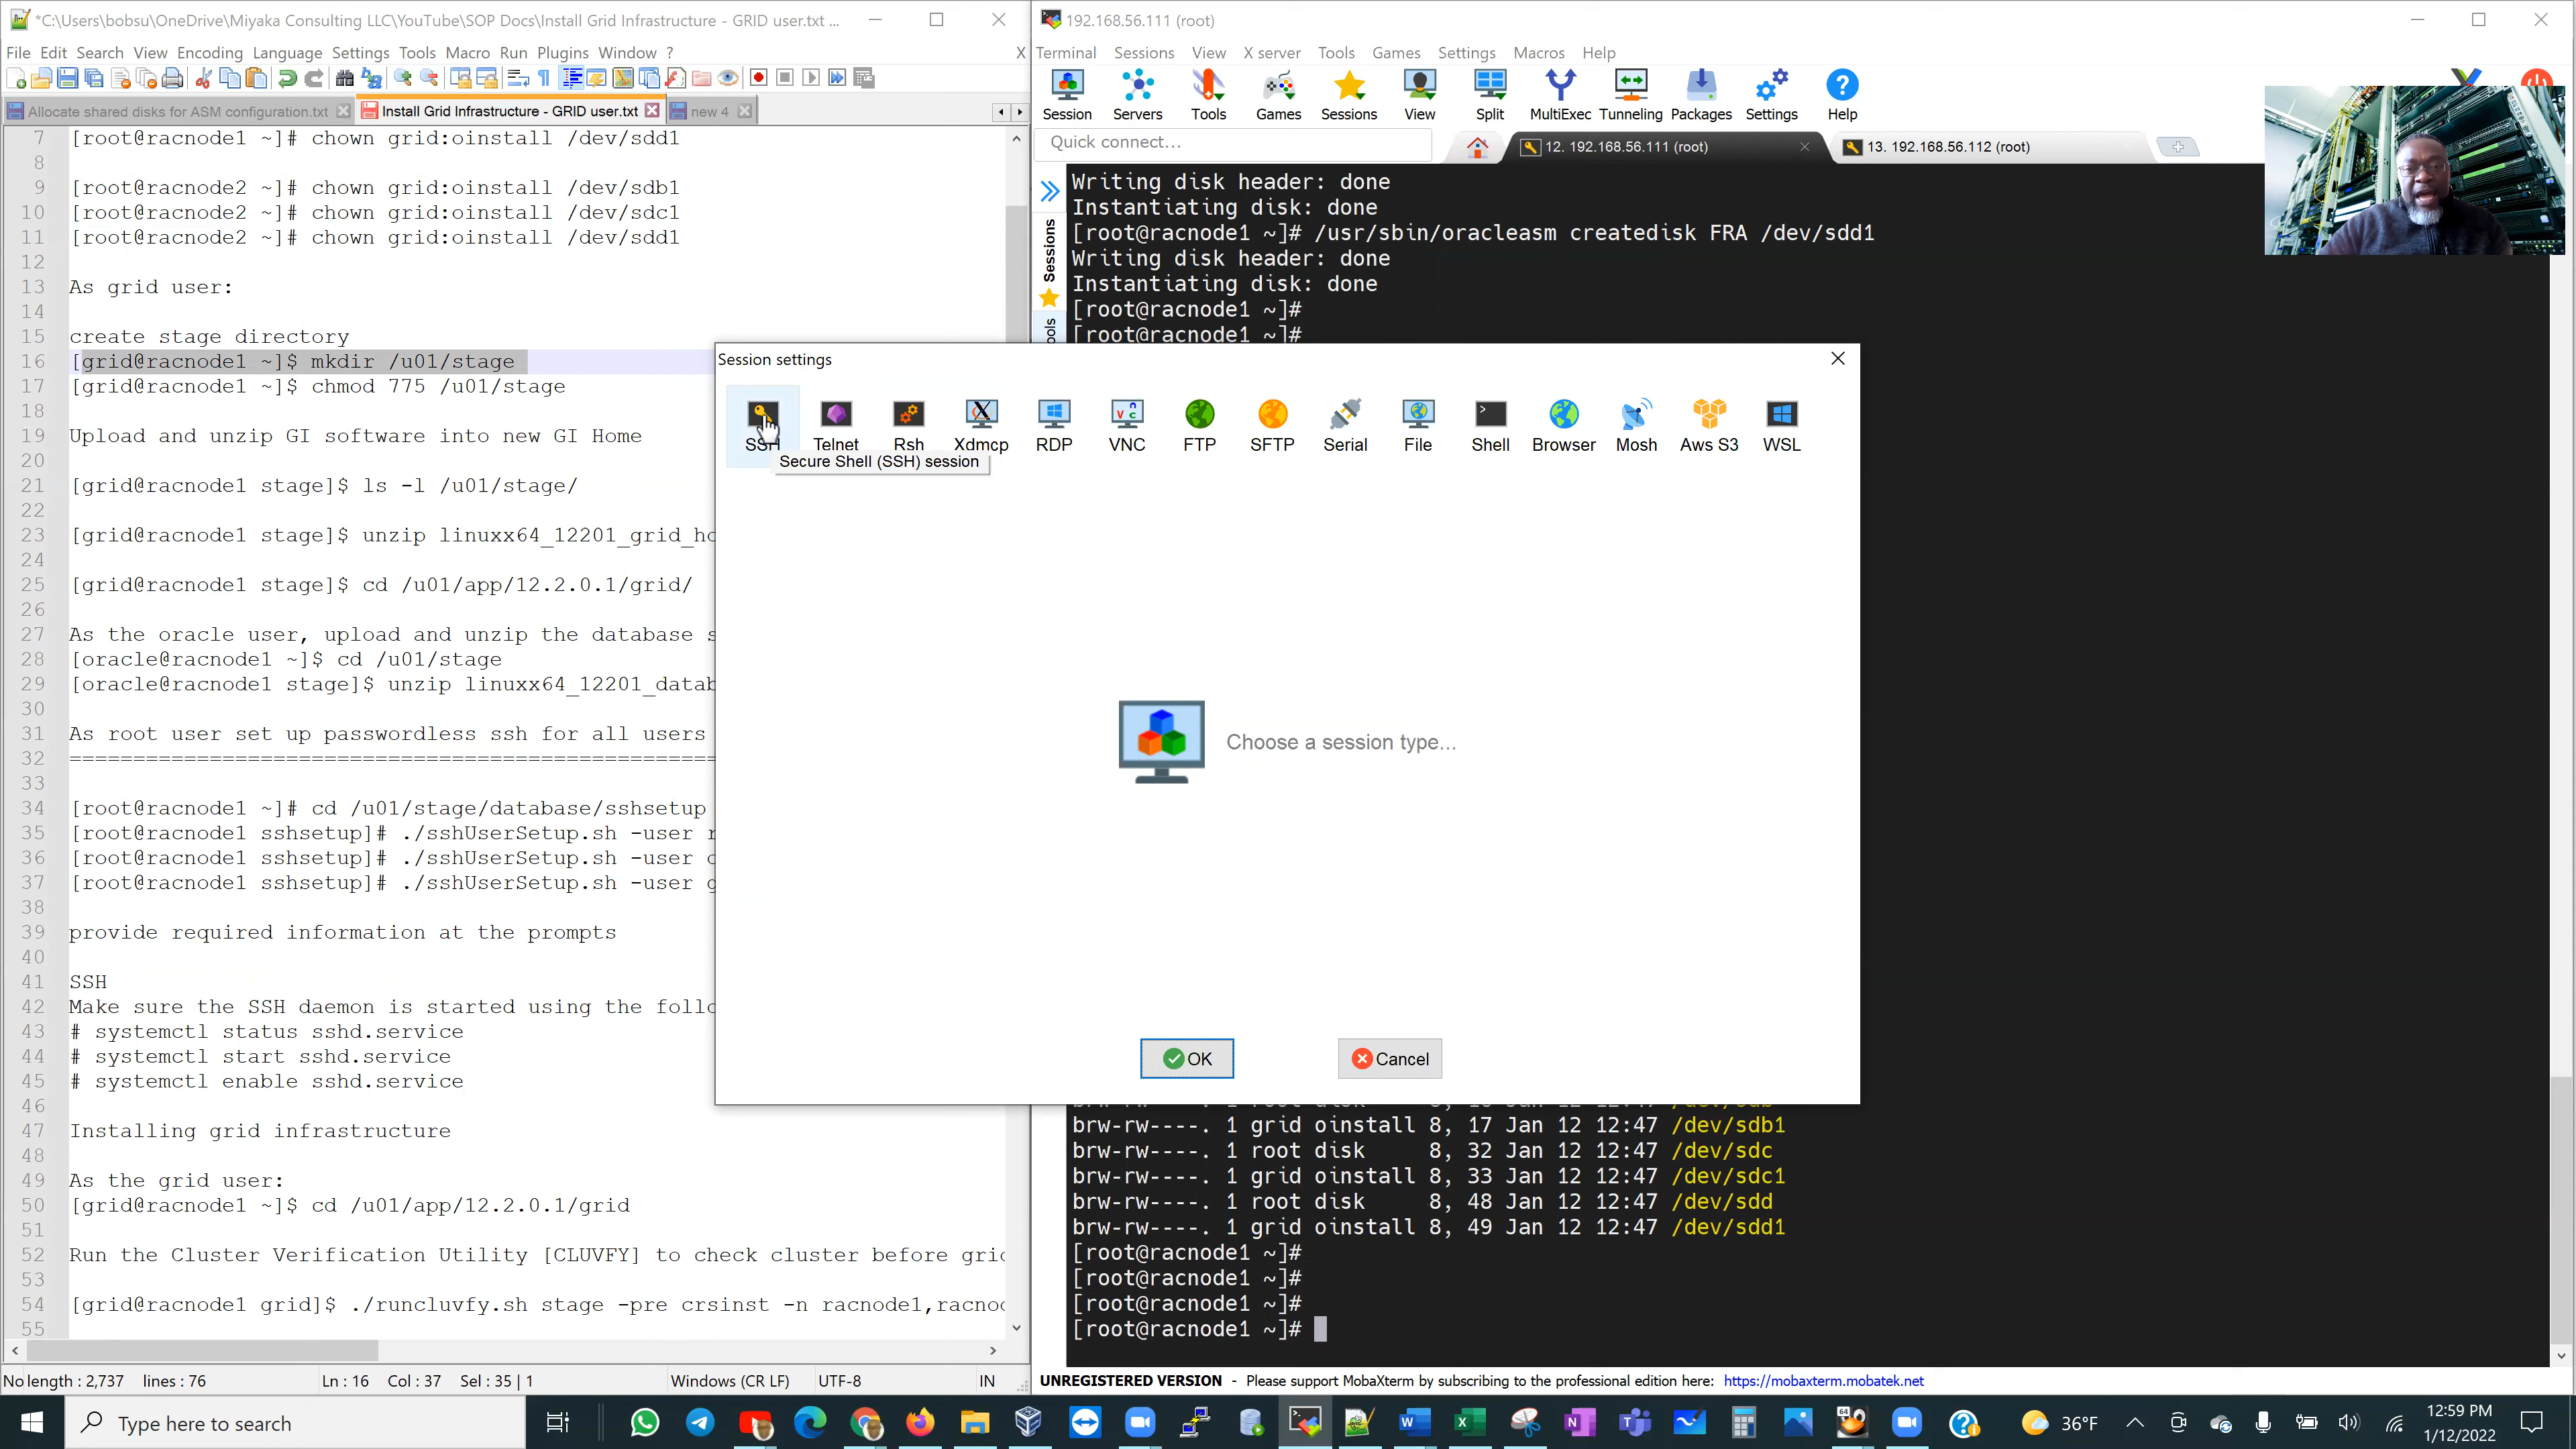 *C:\Users\bobsu\OneDrive\Miyaka Consulting LLC\YouTube\SOP Docs\Install Grid Infrastructure - GRID user.txt ...
File Edit Search View Encoding Language Settings Tools Macro Run Plugins Window ?
X
Allocate shared disks for ASM configuration.txt
Install Grid Infrastructure - GRID user.txt
new 4
7 [root@racnode1 ~]# chown grid:oinstall /dev/sdd1
8
9 [root@racnode2 ~]# chown grid:oinstall /dev/sdb1
10 [root@racnode2 ~]# chown grid:oinstall /dev/sdc1
11 [root@racnode2 ~]# chown grid:oinstall /dev/sdd1
12
13 As grid user:
14
15 create stage directory
16 [grid@racnode1 ~]$ mkdir /u01/stage
17 [grid@racnode1 ~]$ chmod 775 /u01/stage
18
19 Upload and unzip GI software into new GI Home
20
21 [grid@racnode1 stage]$ ls -l /u01/stage/
22
23 [grid@racnode1 stage]$ unzip linuxx64_12201_grid_ho
24
25 [grid@racnode1 stage]$ cd /u01/app/12.2.0.1/grid/
26
27 As the oracle user, upload and unzip the database s
28 [oracle@racnode1 ~]$ cd /u01/stage
29 [oracle@racnode1 stage]$ unzip linuxx64_12201_datab
30
31 As root user set up passwordless ssh for all users
32 ==================================================
33
34 [root@racnode1 ~]# cd /u01/stage/database/sshsetup
35 [root@racnode1 sshsetup]# ./sshUserSetup.sh -user r
36 [root@racnode1 sshsetup]# ./sshUserSetup.sh -user o
37 [root@racnode1 sshsetup]# ./sshUserSetup.sh -user g
38
39 provide required information at the prompts
40
41 SSH
42 Make sure the SSH daemon is started using the follo
43 # systemctl status sshd.service
44 # systemctl start sshd.service
45 # systemctl enable sshd.service
46
47 Installing grid infrastructure
48
49 As the grid user:
50 [grid@racnode1 ~]$ cd /u01/app/12.2.0.1/grid
51
52 Run the Cluster Verification Utility [CLUVFY] to check cluster before grid
53
54 [grid@racnode1 grid]$ ./runcluvfy.sh stage -pre crsinst -n racnode1,racnod
55
No length : 2,737 lines : 76 Ln : 16 Col : 37 Sel : 35 | 1 Windows (CR LF) UTF-8 IN
192.168.56.111 (root)
Terminal Sessions View X server Tools Games Settings Macros Help
Session Servers Tools Games Sessions View Split MultiExec Tunneling Packages Settings Help
Quick connect...
12. 192.168.56.111 (root)
13. 192.168.56.112 (root)
Sessions
ools
Writing disk header: done
Instantiating disk: done
[root@racnode1 ~]# /usr/sbin/oracleasm createdisk FRA /dev/sdd1
Writing disk header: done
Instantiating disk: done
[root@racnode1 ~]#
[root@racnode1 ~]#
Session settings
SSH Telnet Rsh Xdmcp RDP VNC FTP SFTP Serial File Shell Browser Mosh Aws S3 WSL
Secure Shell (SSH) session
Choose a session type...
OK
Cancel
brw-rw----. 1 grid oinstall 8, 17 Jan 12 12:47 /dev/sdb1
brw-rw----. 1 root disk 8, 32 Jan 12 12:47 /dev/sdc
brw-rw----. 1 grid oinstall 8, 33 Jan 12 12:47 /dev/sdc1
brw-rw----. 1 root disk 8, 48 Jan 12 12:47 /dev/sdd
brw-rw----. 1 grid oinstall 8, 49 Jan 12 12:47 /dev/sdd1
[root@racnode1 ~]#
[root@racnode1 ~]#
[root@racnode1 ~]#
[root@racnode1 ~]#
UNREGISTERED VERSION - Please support MobaXterm by subscribing to the professional edition here: https://mobaxterm.mobatek.net
Type here to search
36°F
12:59 PM
1/12/2022